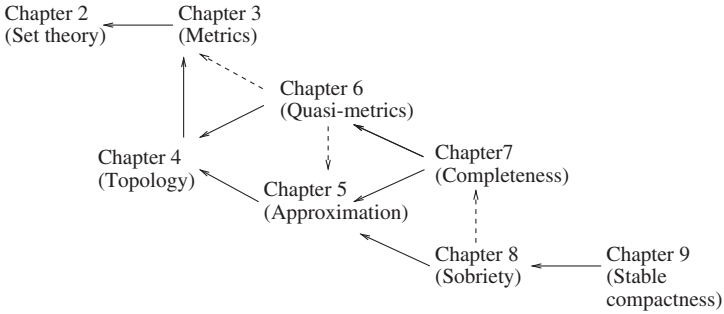 Chapter 2
(Set theory)
Chapter 3
(Metrics)
Chapter 6
(Quasi-metrics)
Chapter 4
(Topology)
Chapter7
(Completeness)
Chapter 5
(Approximation)
Chapter 8
(Sobriety)
Chapter 9
(Stable
compactness)